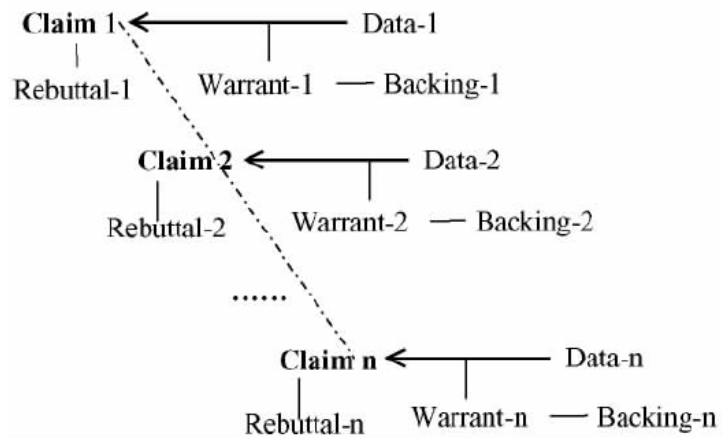 Claim 1 Data-1
Rebuttal-1 Warrant-1 Backing-1
Claim 2 Data-2
Rebuttal-2 Warrant-2 Backing-2
......
Claim n Data-n
Rebuttal-n Warrant-n Backing-n